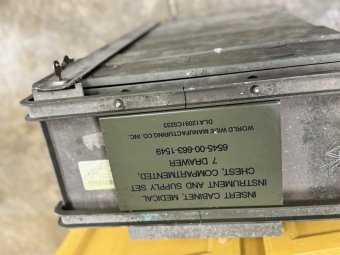 INSERT CABINET, MEDICAL
INSTRUMENT AND SUPPLY SET
CHEST, COMPARTMENTED,
7 DRAWER
6545-00-663-1549
WORLD WIDE MANUFACTURING CO. INC.
DLA12091C5233